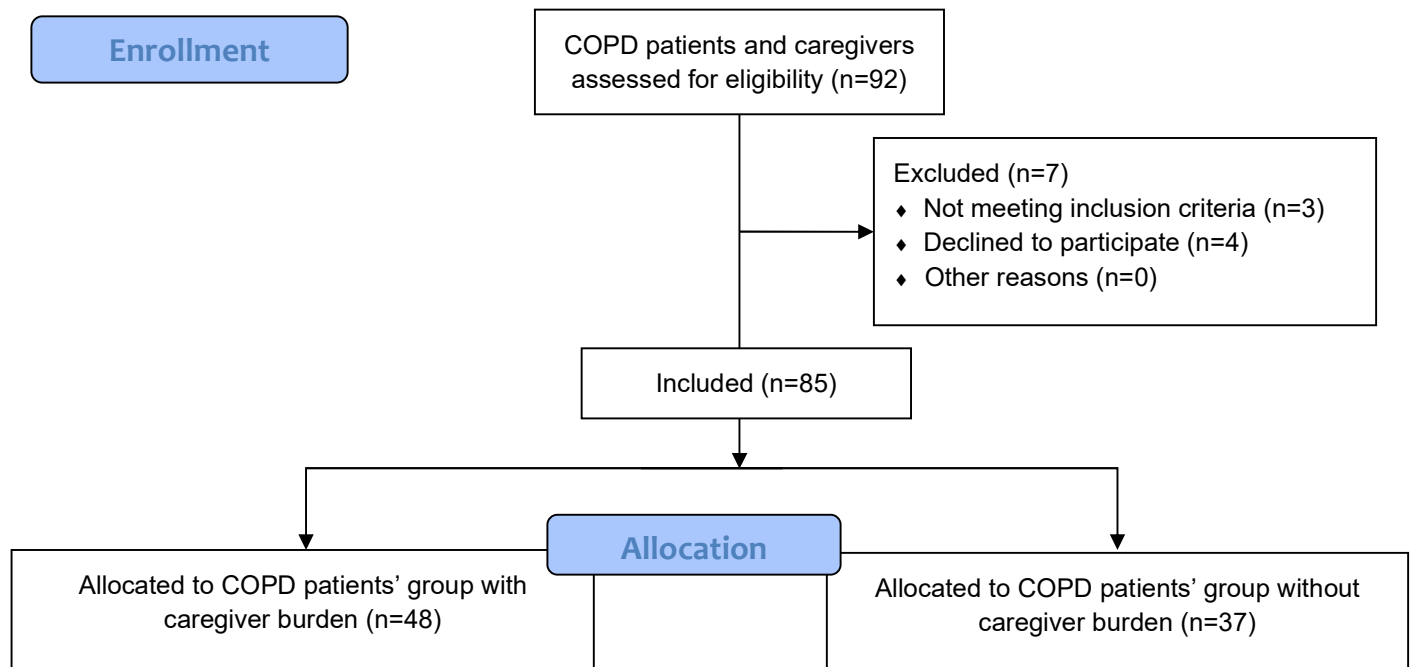 Enrollment
COPD patients and caregivers
assessed for eligibility (n=92)
Excluded (n=7)
♦ Not meeting inclusion criteria (n=3)
♦ Declined to participate (n=4)
♦ Other reasons (n=0)
Included (n=85)
Allocation
Allocated to COPD patients’ group with
caregiver burden (n=48)
Allocated to COPD patients’ group without
caregiver burden (n=37)